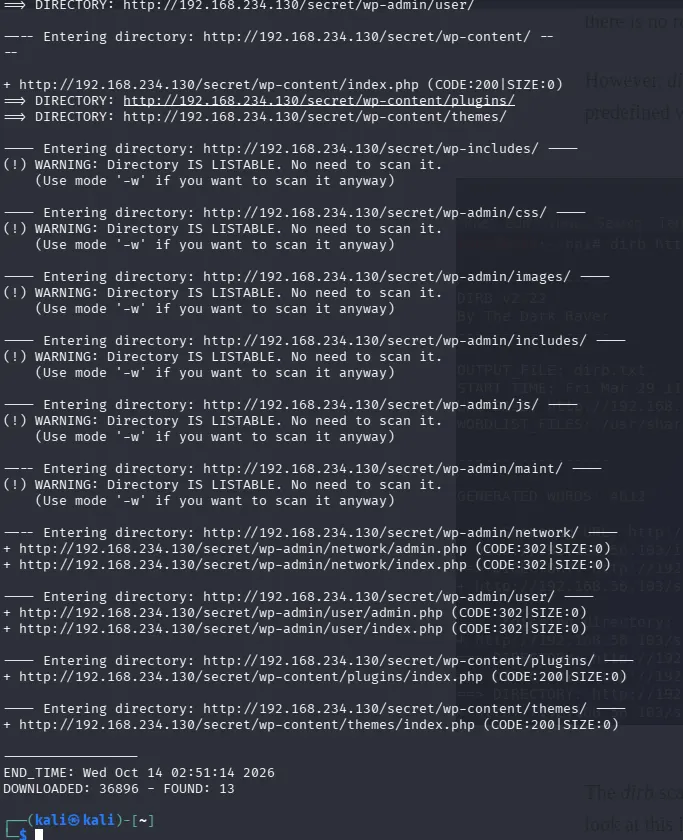 ==> DIRECTORY: http://192.168.234.130/secret/wp-admin/user/
---- Entering directory: http://192.168.234.130/secret/wp-content/ --
--
+ http://192.168.234.130/secret/wp-content/index.php (CODE:200|SIZE:0)
==> DIRECTORY: http://192.168.234.130/secret/wp-content/plugins/
==> DIRECTORY: http://192.168.234.130/secret/wp-content/themes/
---- Entering directory: http://192.168.234.130/secret/wp-includes/ ----
(!) WARNING: Directory IS LISTABLE. No need to scan it.
(Use mode '-w' if you want to scan it anyway)
---- Entering directory: http://192.168.234.130/secret/wp-admin/css/ ----
(!) WARNING: Directory IS LISTABLE. No need to scan it.
(Use mode '-w' if you want to scan it anyway)
---- Entering directory: http://192.168.234.130/secret/wp-admin/images/ ----
(!) WARNING: Directory IS LISTABLE. No need to scan it.
(Use mode '-w' if you want to scan it anyway)
---- Entering directory: http://192.168.234.130/secret/wp-admin/includes/ ----
(!) WARNING: Directory IS LISTABLE. No need to scan it.
(Use mode '-w' if you want to scan it anyway)
---- Entering directory: http://192.168.234.130/secret/wp-admin/js/ ----
(!) WARNING: Directory IS LISTABLE. No need to scan it.
(Use mode '-w' if you want to scan it anyway)
---- Entering directory: http://192.168.234.130/secret/wp-admin/maint/ ----
(!) WARNING: Directory IS LISTABLE. No need to scan it.
(Use mode '-w' if you want to scan it anyway)
---- Entering directory: http://192.168.234.130/secret/wp-admin/network/ ----
+ http://192.168.234.130/secret/wp-admin/network/admin.php (CODE:302|SIZE:0)
+ http://192.168.234.130/secret/wp-admin/network/index.php (CODE:302|SIZE:0)
---- Entering directory: http://192.168.234.130/secret/wp-admin/user/ ----
+ http://192.168.234.130/secret/wp-admin/user/admin.php (CODE:302|SIZE:0)
+ http://192.168.234.130/secret/wp-admin/user/index.php (CODE:302|SIZE:0)
---- Entering directory: http://192.168.234.130/secret/wp-content/plugins/ ----
+ http://192.168.234.130/secret/wp-content/plugins/index.php (CODE:200|SIZE:0)
---- Entering directory: http://192.168.234.130/secret/wp-content/themes/ ----
+ http://192.168.234.130/secret/wp-content/themes/index.php (CODE:200|SIZE:0)
-----------------
END_TIME: Wed Oct 14 02:51:14 2026
DOWNLOADED: 36896 - FOUND: 13
┌──(kali㉿kali)-[~]
└─$